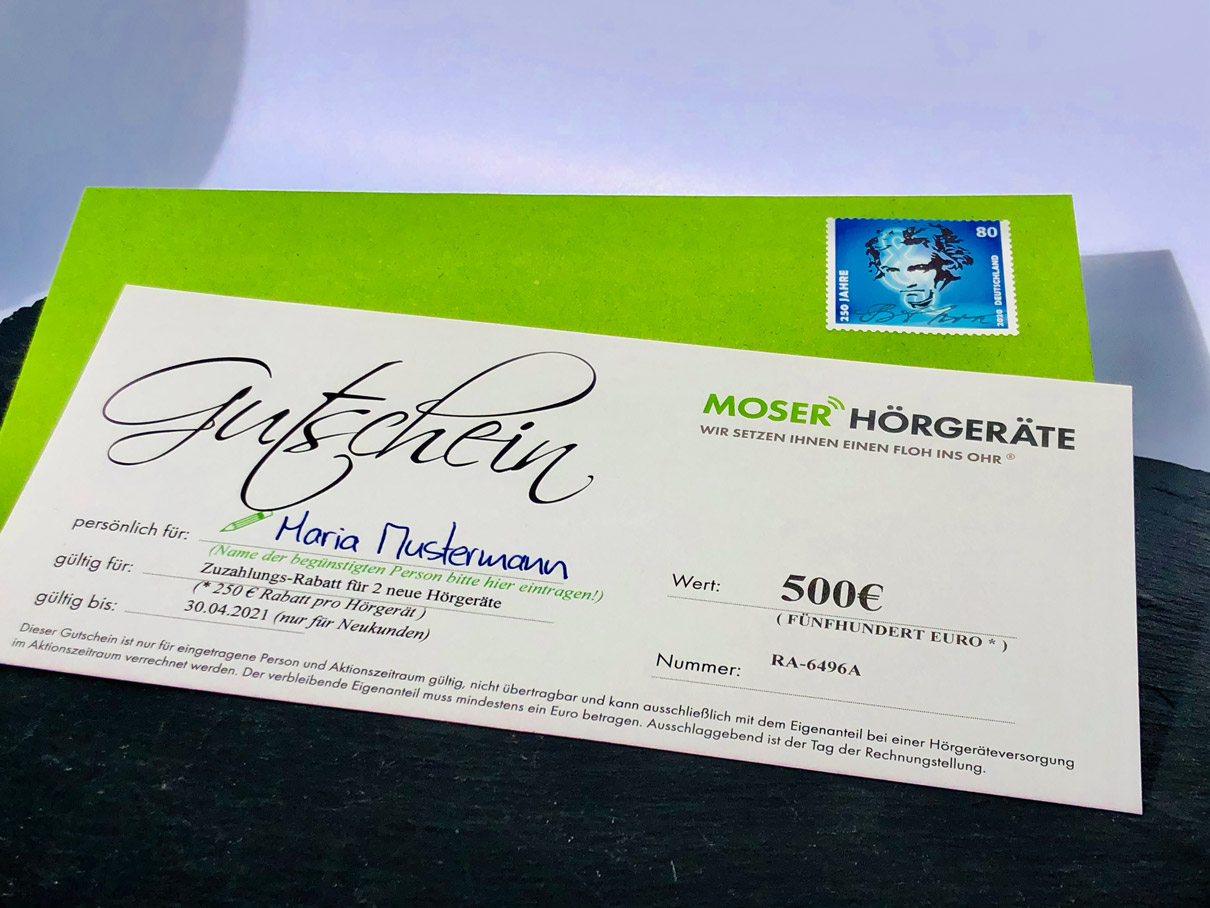 80
250 JAHRE
2020 DEUTSCHLAND
Gutschein
MOSER HÖRGERÄTE
WIR SETZEN IHNEN EINEN FLOH INS OHR ®
persönlich für: Maria Mustermann
(Name der begünstigten Person bitte hier eintragen!)
gültig für: Zuzahlungs-Rabatt für 2 neue Hörgeräte
(* 250 € Rabatt pro Hörgerät )
gültig bis: 30.04.2021 (nur für Neukunden)
Wert: 500€
( FÜNFHUNDERT EURO * )
Nummer: RA-6496A
Dieser Gutschein ist nur für eingetragene Person und Aktionszeitraum gültig, nicht übertragbar und kann ausschließlich mit dem Eigenanteil bei einer Hörgeräteversorgung
im Aktionszeitraum verrechnet werden. Der verbleibende Eigenanteil muss mindestens ein Euro betragen. Ausschlaggebend ist der Tag der Rechnungstellung.